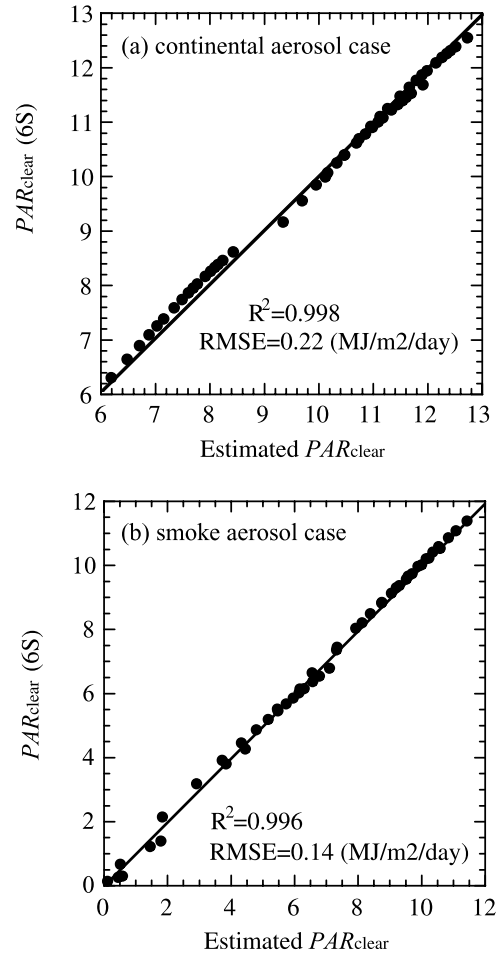 13
(a) continental aerosol case
12
11
10
9
8
7
6
PARclear (6S)
R2=0.998
RMSE=0.22 (MJ/m2/day)
6 7 8 9 10 11 12 13
Estimated PARclear
12
(b) smoke aerosol case
10
8
6
4
2
0
PARclear (6S)
R2=0.996
RMSE=0.14 (MJ/m2/day)
0 2 4 6 8 10 12
Estimated PARclear